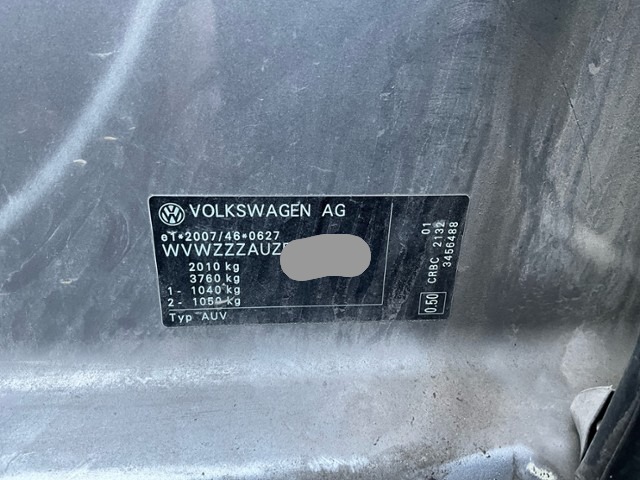 VOLKSWAGEN AG
e1*2007/46*0627
WVWZZZAUZ
2010 kg
3760 kg
1 - 1040 kg
2 - 1050 kg
Typ AUV
0.50
CRBC 2132
01
3456488